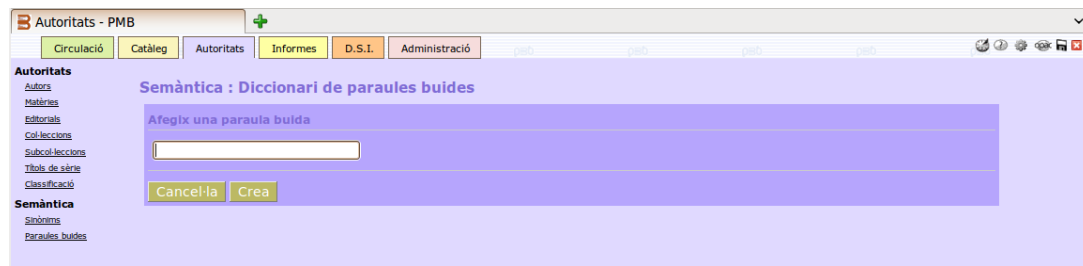 Autoritats - PMB
Circulació Catàleg Autoritats Informes D.S.I. Administració
Autoritats
Autors
Matèries
Editorials
Col·leccions
Subcol·leccions
Títols de sèrie
Classificació
Semàntica
Sinònims
Paraules buides
Semàntica : Diccionari de paraules buides
Afegix una paraula buida
Cancel·la Crea